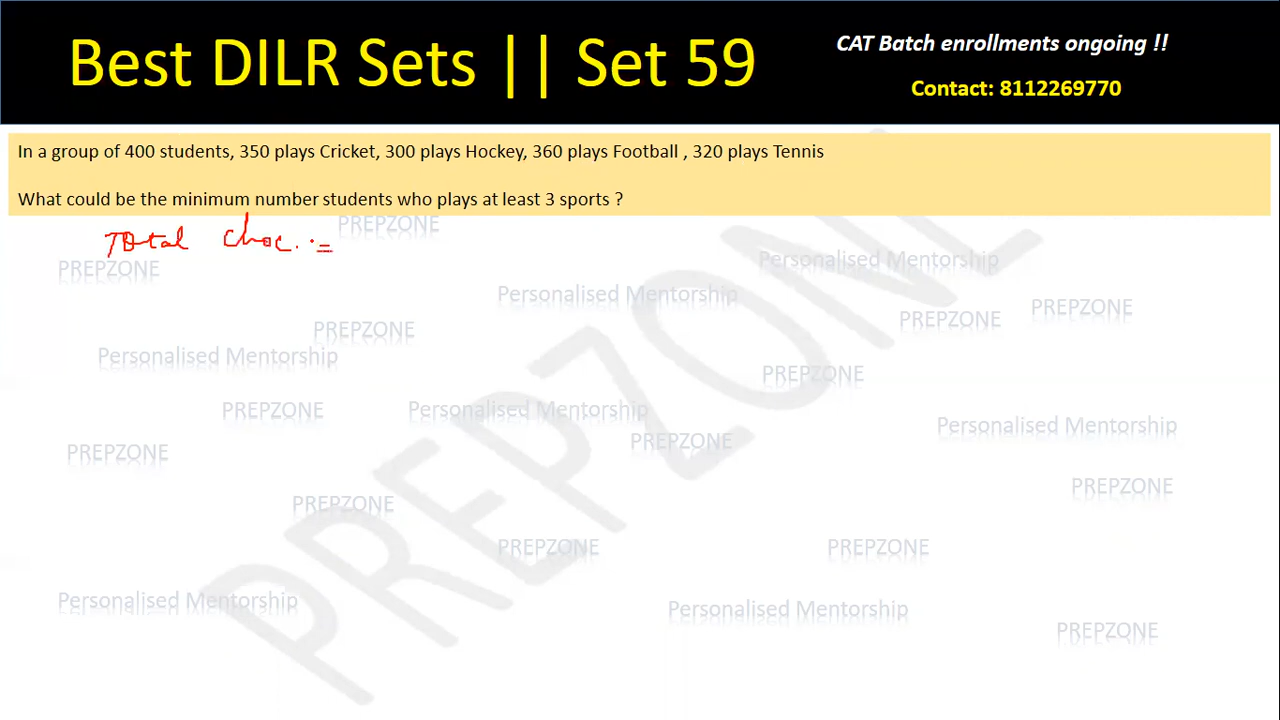 Best DILR Sets || Set 59
CAT Batch enrollments ongoing !!
Contact: 8112269770
In a group of 400 students, 350 plays Cricket, 300 plays Hockey, 360 plays Football , 320 plays Tennis
What could be the minimum number students who plays at least 3 sports ?
PREPZONE
Total choc. :=
PREPZONE
Personalised Mentorship
Personalised Mentorship
PREPZONE
PREPZONE
PREPZONE
Personalised Mentorship
PREPZONE
PREPZONE
Personalised Mentorship
Personalised Mentorship
PREPZONE
PREPZONE
PREPZONE
PREPZONE
PREPZONE
PREPZONE
PREPZONE
Personalised Mentorship
Personalised Mentorship
PREPZONE
PREPZONE